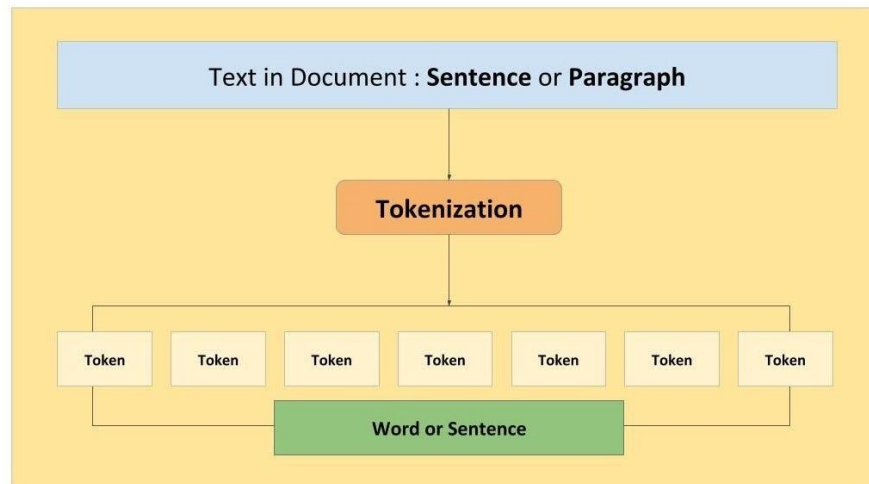 Text in Document : Sentence or Paragraph
Tokenization
Token
Token
Token
Token
Token
Token
Token
Word or Sentence